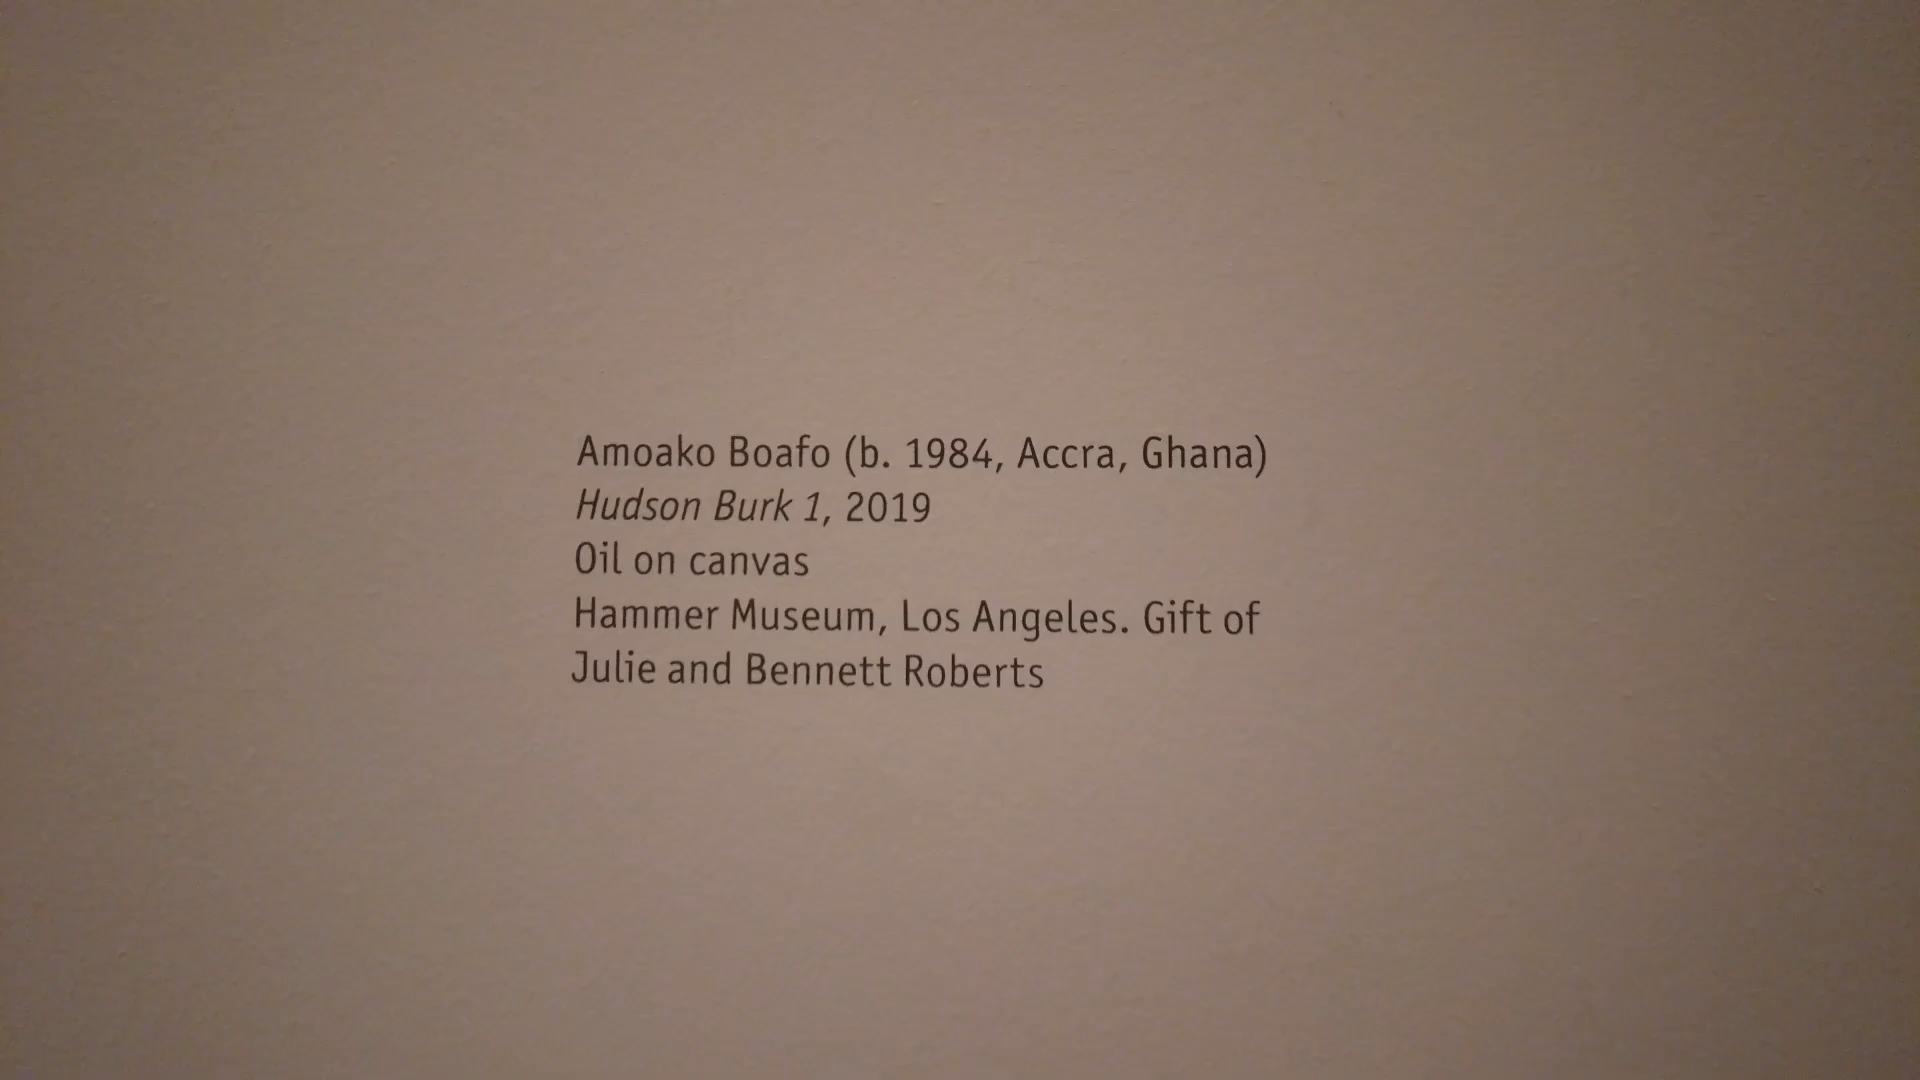 Amoako Boafo (b. 1984, Accra, Ghana)
Hudson Burk 1, 2019
Oil on canvas
Hammer Museum, Los Angeles. Gift of
Julie and Bennett Roberts